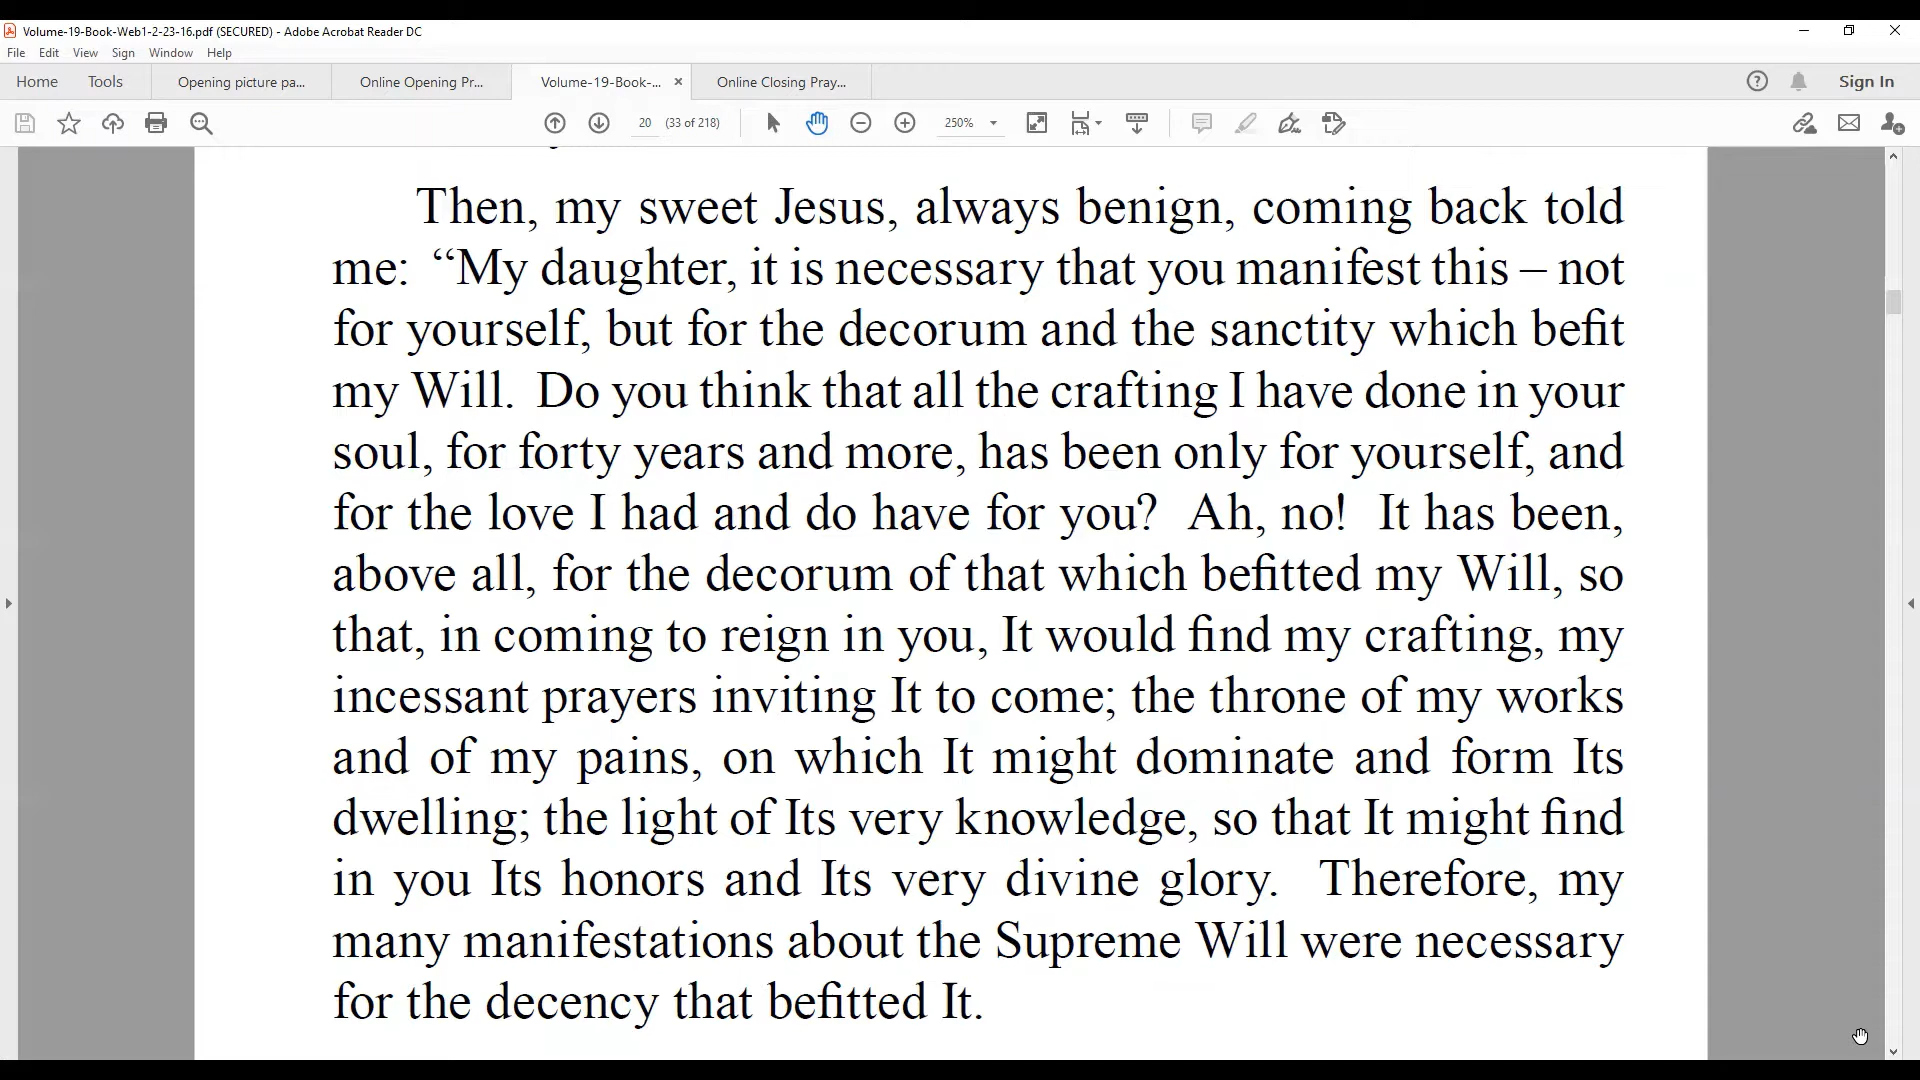 Volume-19-Book-Web1-2-23-16.pdf (SECURED) - Adobe Acrobat Reader DC
File Edit View Sign Window Help
Home Tools Opening picture pa... Online Opening Pr... Volume-19-Book-... × Online Closing Pray... Sign In
20 (33 of 218) 250%
Then, my sweet Jesus, always benign, coming back told
me: “My daughter, it is necessary that you manifest this – not
for yourself, but for the decorum and the sanctity which befit
my Will. Do you think that all the crafting I have done in your
soul, for forty years and more, has been only for yourself, and
for the love I had and do have for you? Ah, no! It has been,
above all, for the decorum of that which befitted my Will, so
that, in coming to reign in you, It would find my crafting, my
incessant prayers inviting It to come; the throne of my works
and of my pains, on which It might dominate and form Its
dwelling; the light of Its very knowledge, so that It might find
in you Its honors and Its very divine glory. Therefore, my
many manifestations about the Supreme Will were necessary
for the decency that befitted It.